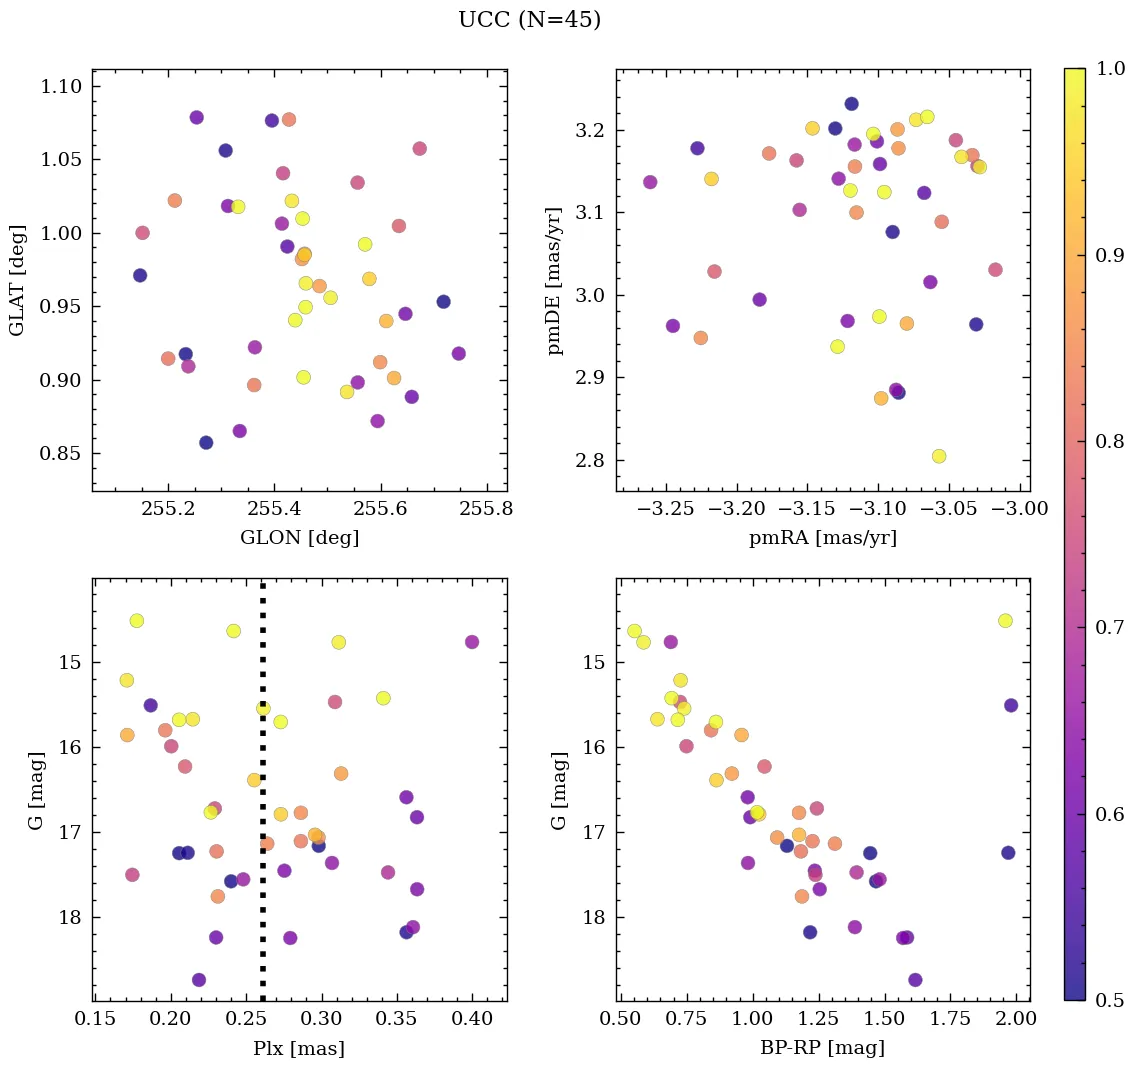 UCC (N=45)
1.10
1.05
1.00
0.95
0.90
0.85
GLAT [deg]
255.2 255.4 255.6 255.8
GLON [deg]
3.2
3.1
3.0
2.9
2.8
pmDE [mas/yr]
−3.25 −3.20 −3.15 −3.10 −3.05 −3.00
pmRA [mas/yr]
15
16
17
18
G [mag]
0.15 0.20 0.25 0.30 0.35 0.40
Plx [mas]
15
16
17
18
G [mag]
0.50 0.75 1.00 1.25 1.50 1.75 2.00
BP-RP [mag]
1.0
0.9
0.8
0.7
0.6
0.5